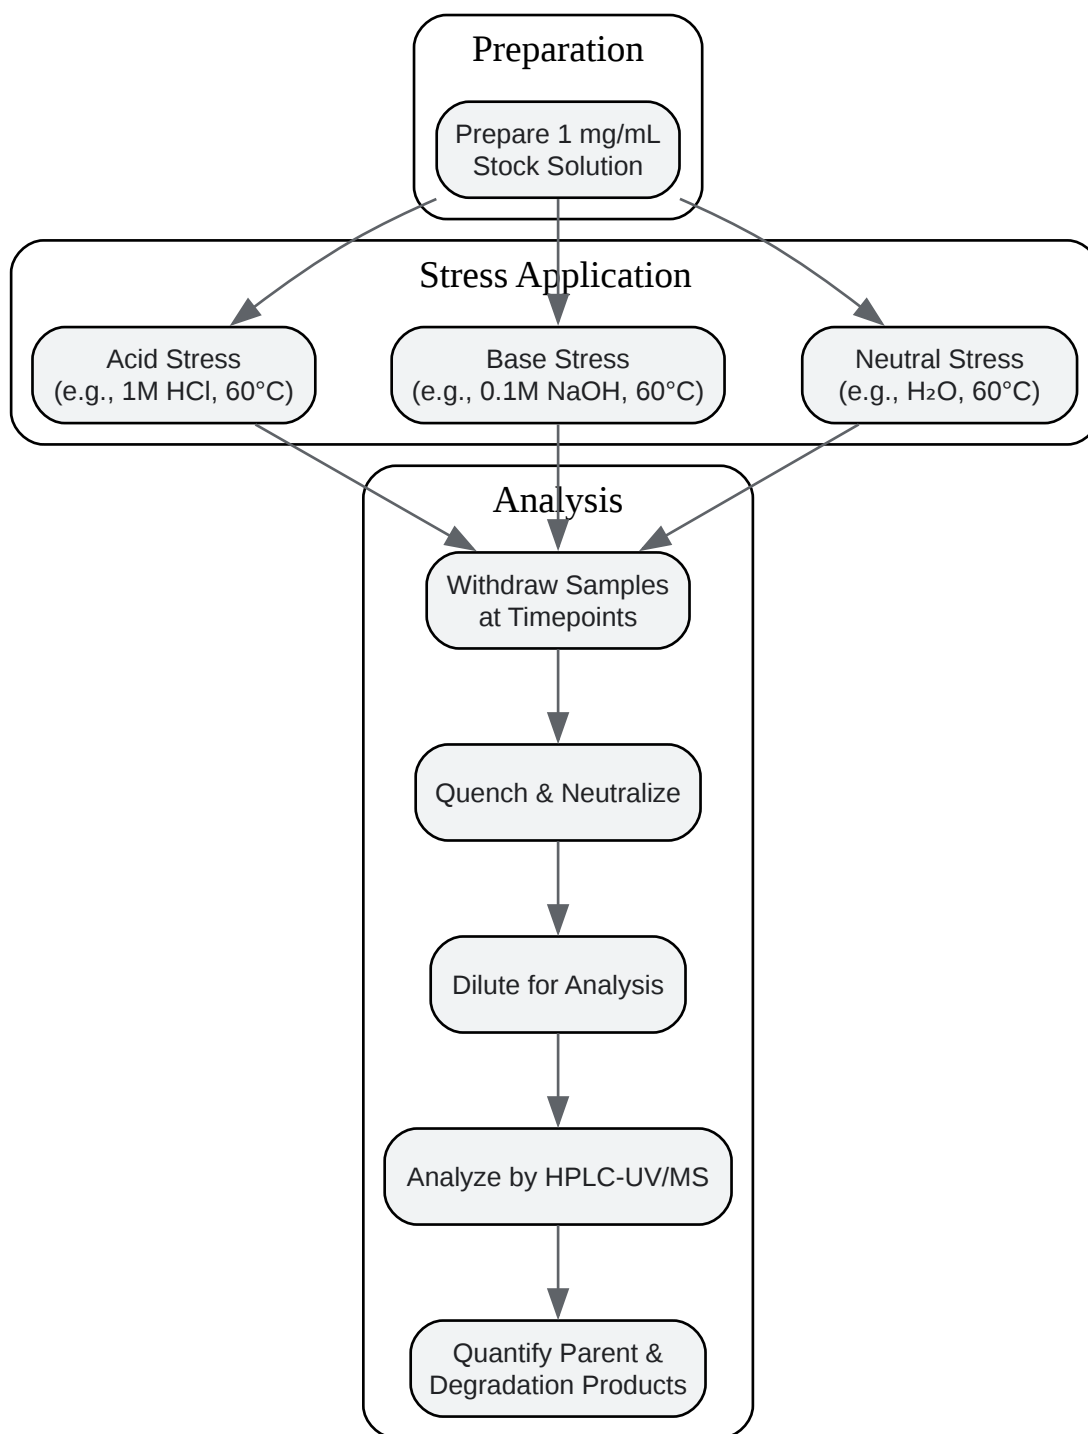 Preparation
Prepare 1 mg/mL
Stock Solution
Stress Application
Acid Stress
(e.g., 1M HCl, 60°C)
Base Stress
(e.g., 0.1M NaOH, 60°C)
Neutral Stress
(e.g., H₂O, 60°C)
Analysis
Withdraw Samples
at Timepoints
Quench & Neutralize
Dilute for Analysis
Analyze by HPLC-UV/MS
Quantify Parent &
Degradation Products